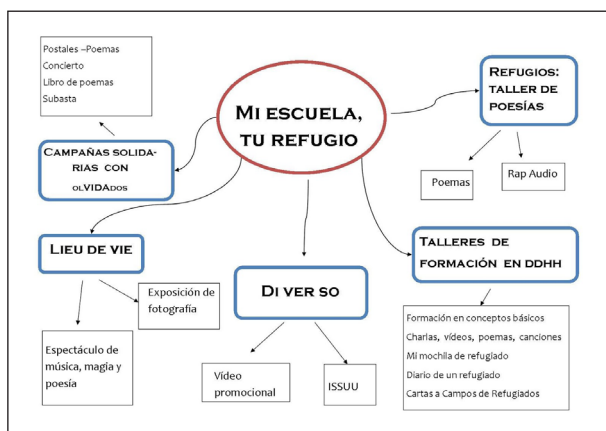 Postales –Poemas
Concierto
Libro de poemas
Subasta
MI ESCUELA,
TU REFUGIO
REFUGIOS:
TALLER DE
POESÍAS
CAMPAÑAS SOLIDA-
RIAS CON
OLVIDADOS
Poemas
Rap Audio
LIEU DE VIE
Exposición de
fotografía
Espectáculo de
música, magia y
poesía
DI VER SO
Vídeo
promocional
ISSUU
TALLERES DE
FORMACIÓN EN DDHH
Formación en conceptos básicos
Charlas, vídeos, poemas, canciones
Mi mochila de refugiado
Diario de un refugiado
Cartas a Campos de Refugiados